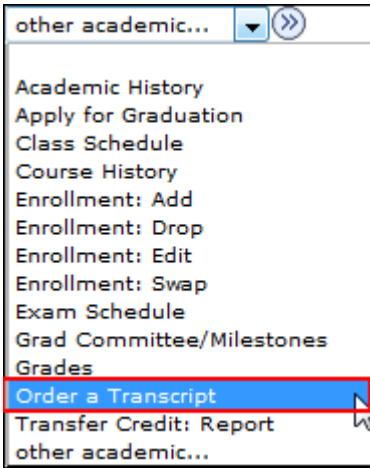 other academic...
Academic History
Apply for Graduation
Class Schedule
Course History
Enrollment: Add
Enrollment: Drop
Enrollment: Edit
Enrollment: Swap
Exam Schedule
Grad Committee/Milestones
Grades
Order a Transcript
Transfer Credit: Report
other academic...